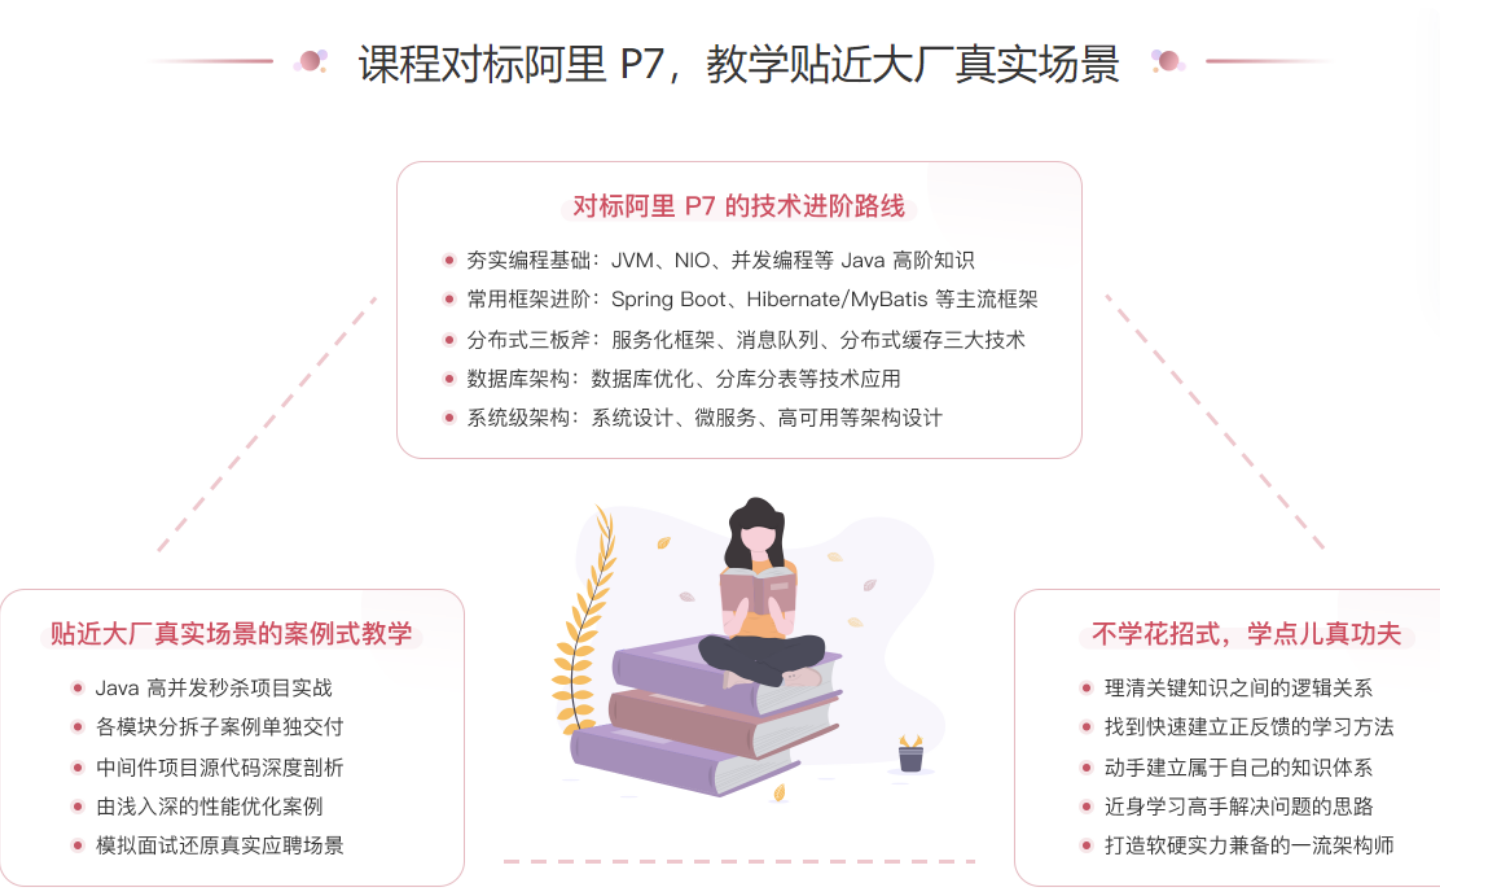 课程对标阿里 P7，教学贴近大厂真实场景
对标阿里 P7 的技术进阶路线
夯实编程基础：JVM、NIO、并发编程等 Java 高阶知识
常用框架进阶：Spring Boot、Hibernate/MyBatis 等主流框架
分布式三板斧：服务化框架、消息队列、分布式缓存三大技术
数据库架构：数据库优化、分库分表等技术应用
系统级架构：系统设计、微服务、高可用等架构设计
贴近大厂真实场景的案例式教学
Java 高并发秒杀项目实战
各模块分拆子案例单独交付
中间件项目源代码深度剖析
由浅入深的性能优化案例
模拟面试还原真实应聘场景
不学花招式，学点儿真功夫
理清关键知识之间的逻辑关系
找到快速建立正反馈的学习方法
动手建立属于自己的知识体系
近身学习高手解决问题的思路
打造软硬实力兼备的一流架构师